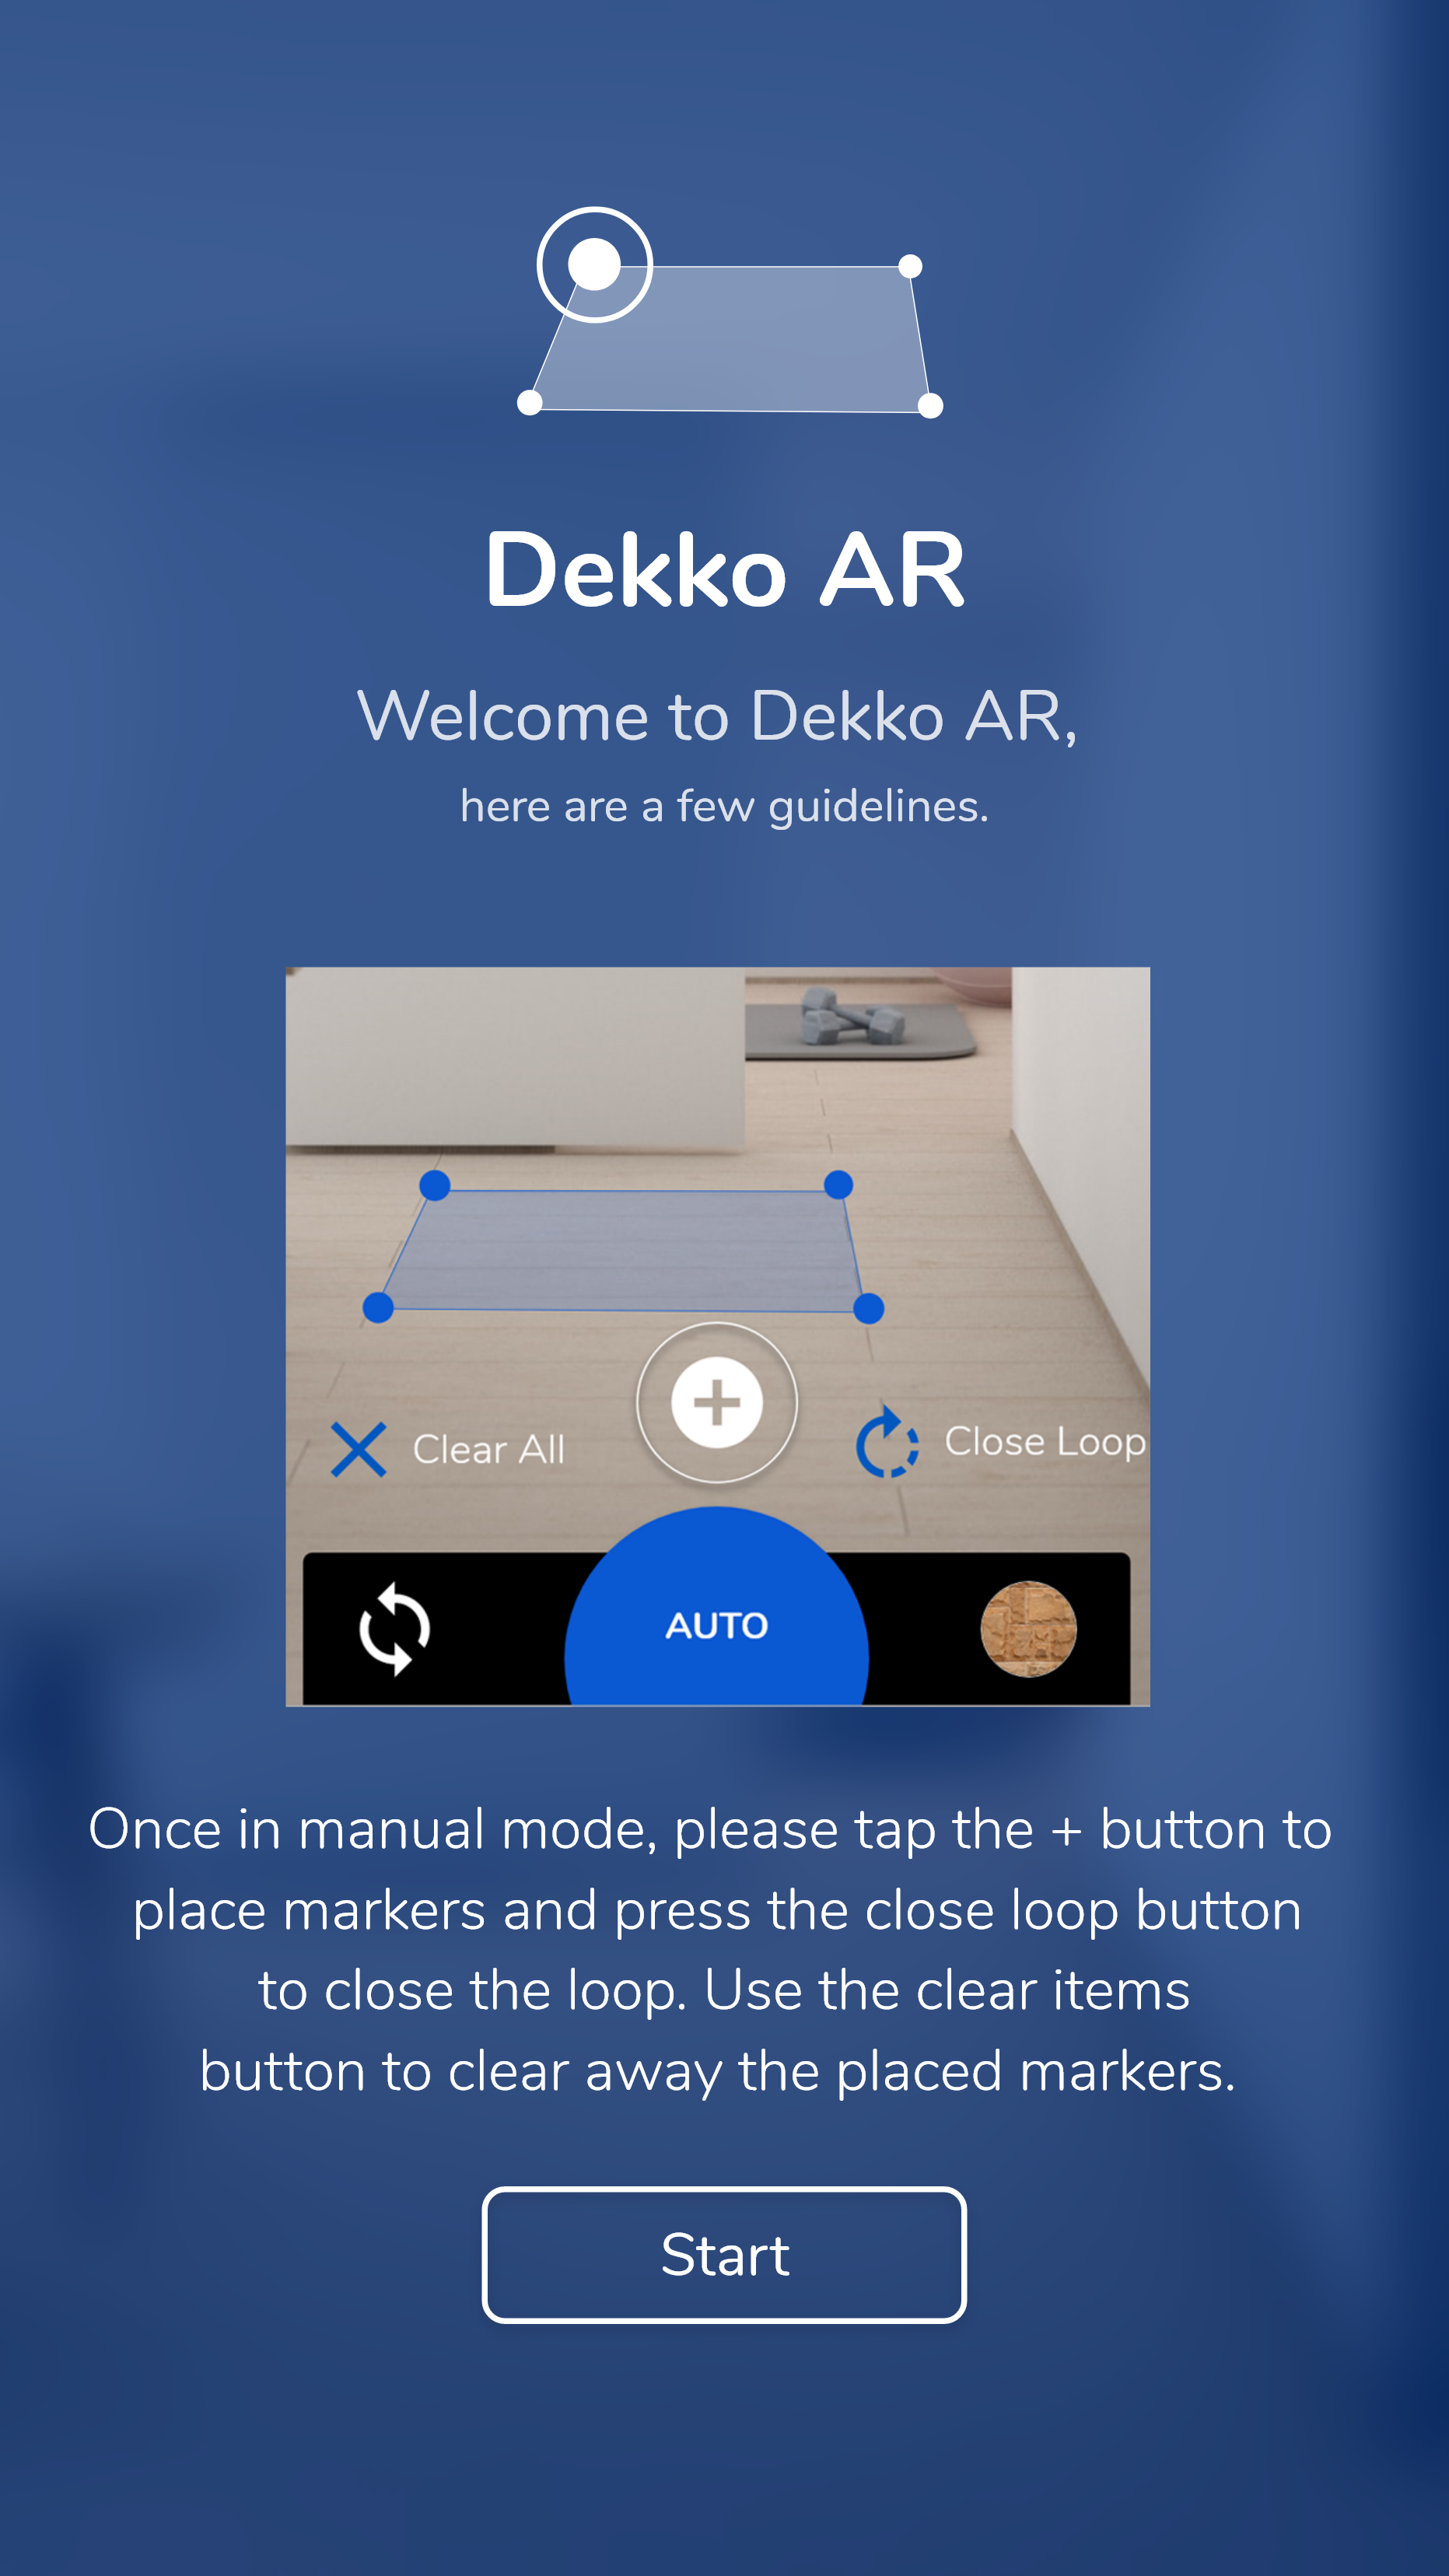 Dekko AR
Welcome to Dekko AR,
here are a few guidelines.
Clear All
Close Loop
AUTO
Once in manual mode, please tap the + button to
place markers and press the close loop button
to close the loop. Use the clear items
button to clear away the placed markers.
Start